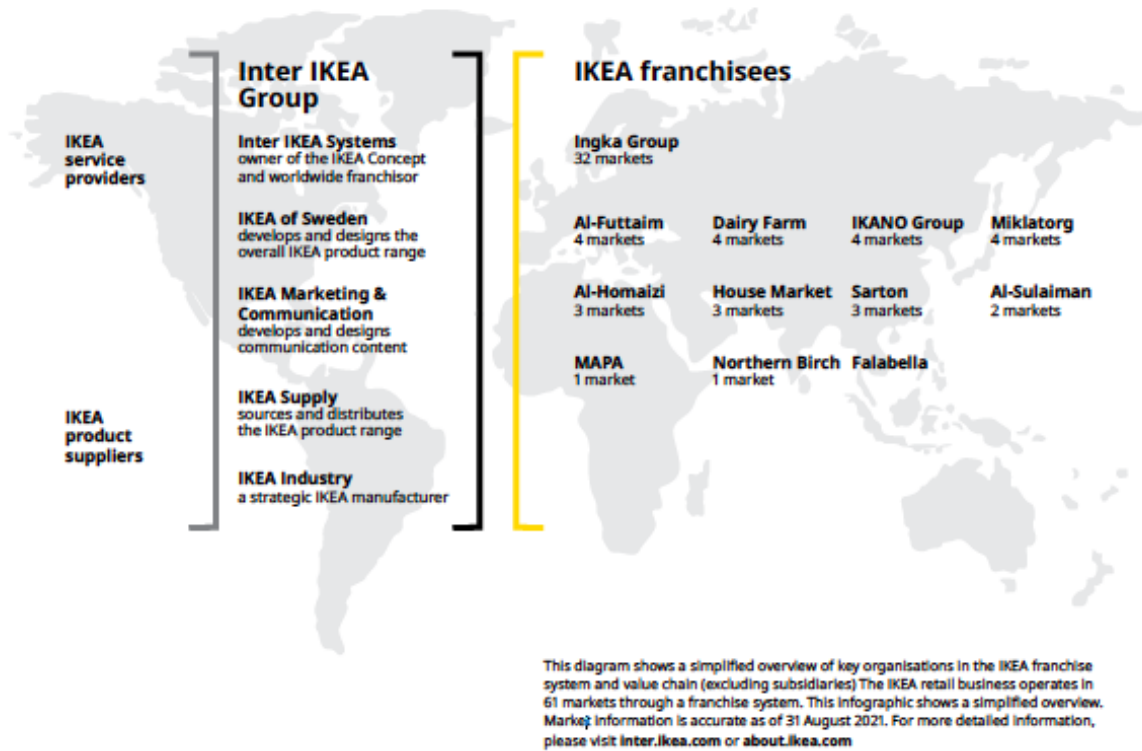 IKEA
service
providers
IKEA
product
suppliers
Inter IKEA
Group
Inter IKEA Systems
owner of the IKEA Concept
and worldwide franchisor
IKEA of Sweden
develops and designs the
overall IKEA product range
IKEA Marketing &
Communication
develops and designs
communication content
IKEA Supply
sources and distributes
the IKEA product range
IKEA Industry
a strategic IKEA manufacturer
IKEA franchisees
Ingka Group
32 markets
Al-Futtaim
4 markets
Dairy Farm
4 markets
IKANO Group
4 markets
Miklatorg
4 markets
Al-Homaizi
3 markets
House Market
3 markets
Sarton
3 markets
Al-Sulaiman
2 markets
MAPA
1 market
Northern Birch
1 market
Falabella
This diagram shows a simplified overview of key organisations in the IKEA franchise
system and value chain (excluding subsidiaries) The IKEA retail business operates in
61 markets through a franchise system. This infographic shows a simplified overview.
Market information is accurate as of 31 August 2021. For more detailed information,
please visit inter.ikea.com or about.ikea.com